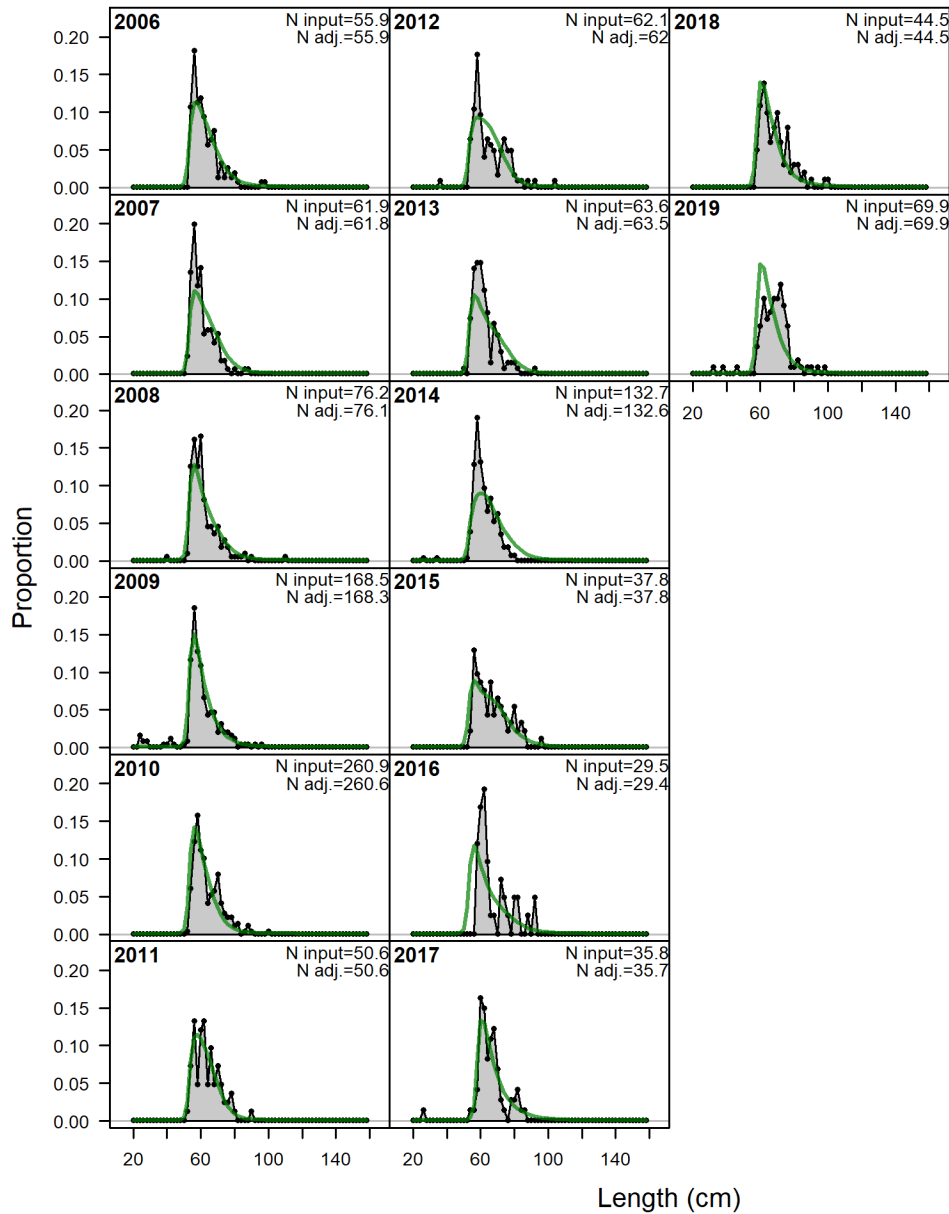 2006
N input=55.9
N adj.=55.9
2012
N input=62.1
N adj.=62
2018
N input=44.5
N adj.=44.5
0.20
0.15
0.10
0.05
0.00
2007
N input=61.9
N adj.=61.8
2013
N input=63.6
N adj.=63.5
2019
N input=69.9
N adj.=69.9
0.20
0.15
0.10
0.05
0.00
2008
N input=76.2
N adj.=76.1
2014
N input=132.7
N adj.=132.6
20 60 100 140
0.20
0.15
0.10
0.05
0.00
2009
N input=168.5
N adj.=168.3
2015
N input=37.8
N adj.=37.8
0.20
0.15
0.10
0.05
0.00
2010
N input=260.9
N adj.=260.6
2016
N input=29.5
N adj.=29.4
0.20
0.15
0.10
0.05
0.00
2011
N input=50.6
N adj.=50.6
2017
N input=35.8
N adj.=35.7
0.20
0.15
0.10
0.05
0.00
20 60 100 140
20 60 100 140
Proportion
Length (cm)